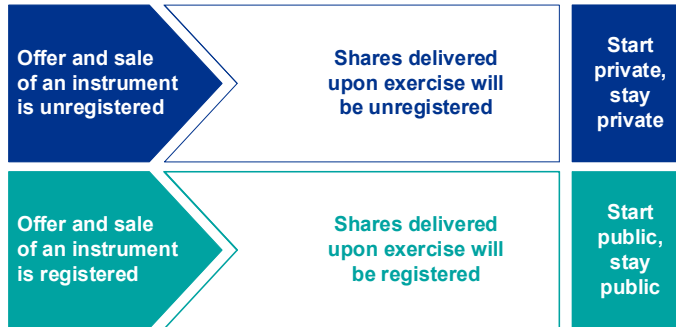 Offer and sale
of an instrument
is unregistered
Shares delivered
upon exercise will
be unregistered
Start
private,
stay
private
Offer and sale
of an instrument
is registered
Shares delivered
upon exercise will
be registered
Start
public,
stay
public